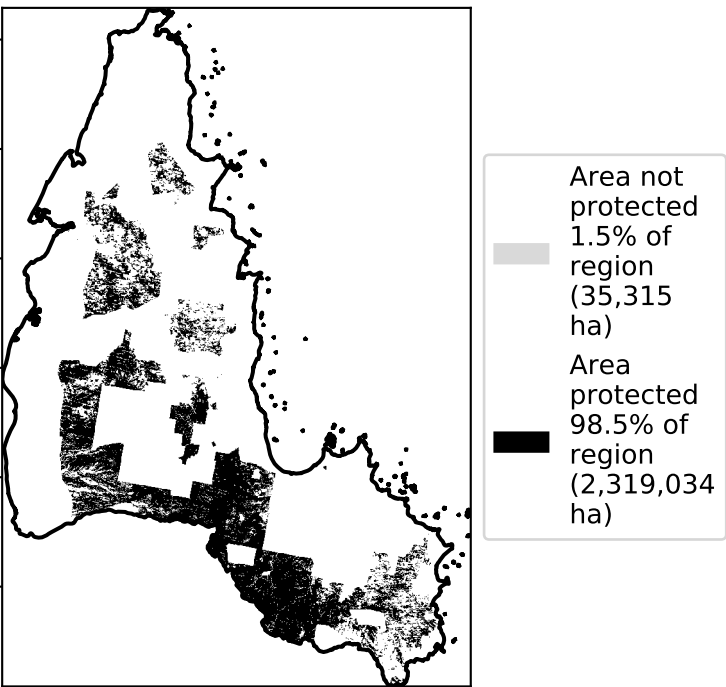 Area not
protected
1.5% of
region
(35,315
ha)
Area
protected
98.5% of
region
(2,319,034
ha)